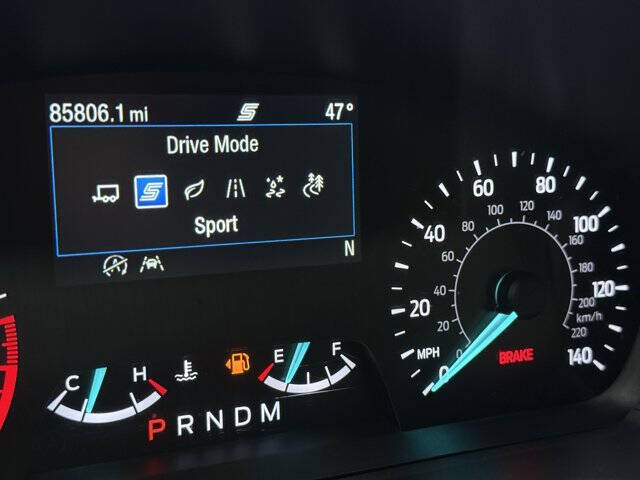 85806.1 mi S 47°
Drive Mode
S
Sport
N
A
C H
E F
P R N D M
0 20 40 60 80 100 120 140
MPH
0 20 40 60 80 100 120 140 160 180 200 220
km/h
BRAKE